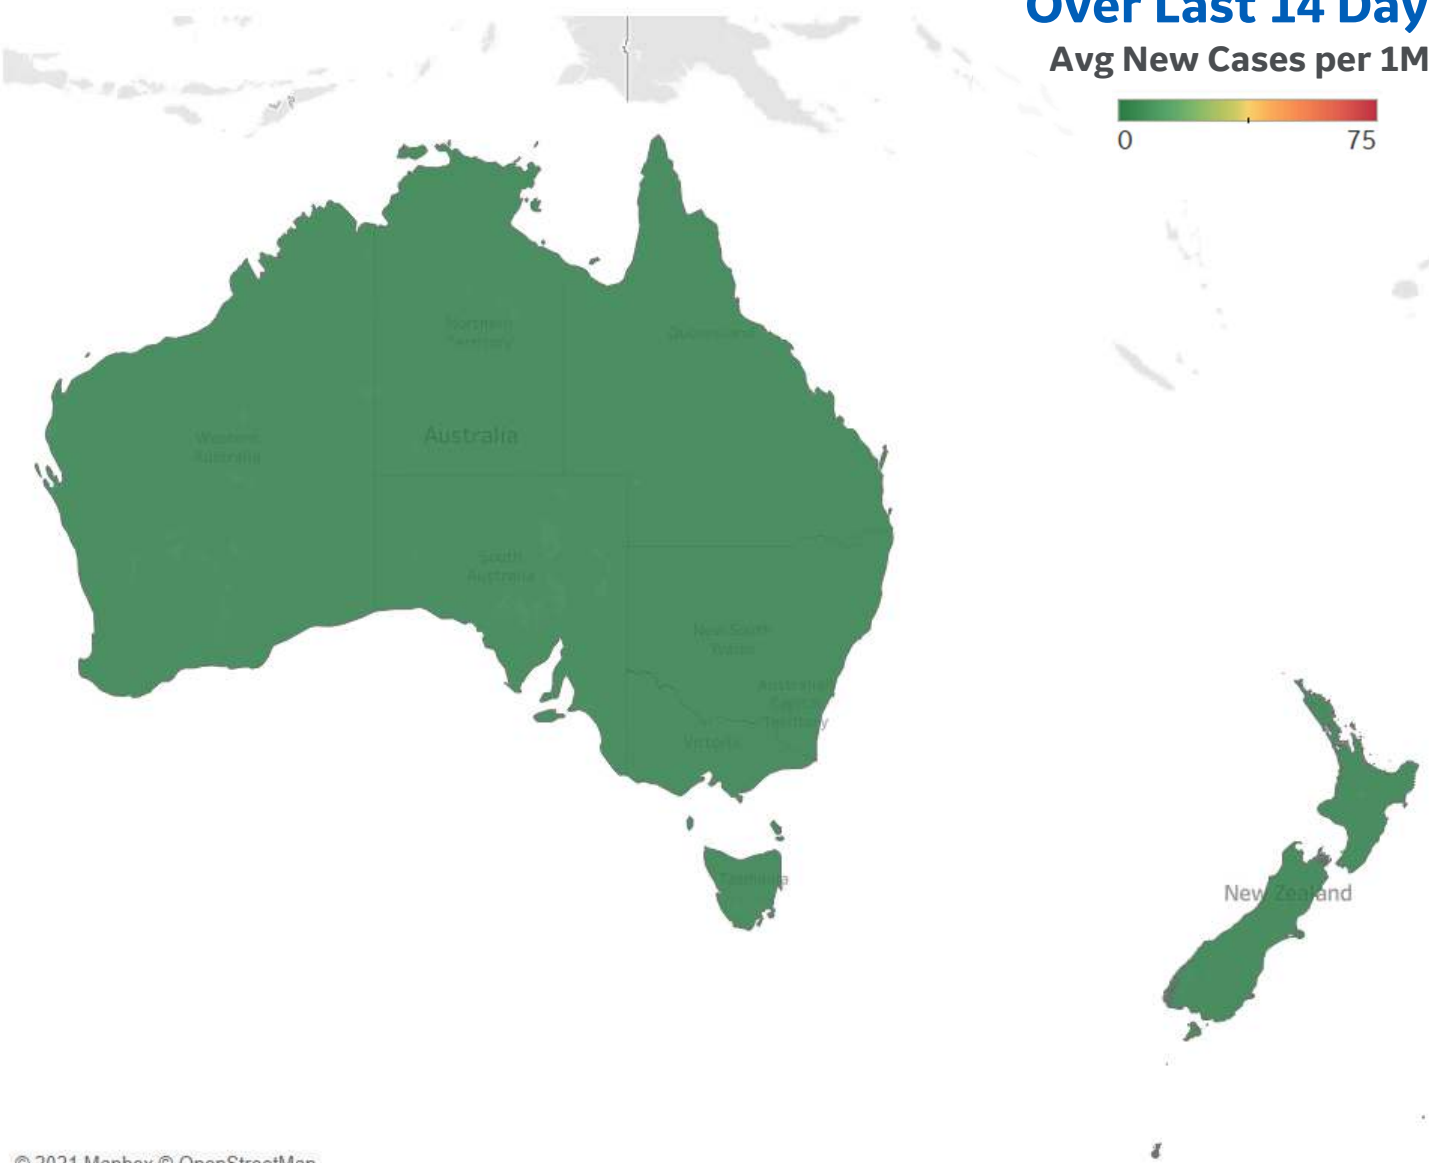 Over Last 14 Day
Avg New Cases per 1M
0 75
Northern
Territory
Queensland
Western
Australia
Australia
South
Australia
New South
Wales
Australian
Capital
Territory
Victoria
Tasmania
New Zealand
© 2021 Mapbox © OpenStreetMap